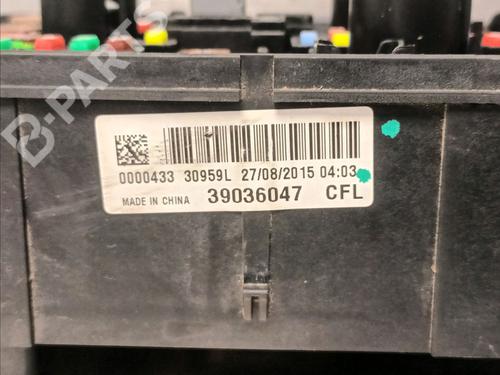 B-PARTS
0000433 30959L 27/08/2015 04:03
MADE IN CHINA 39036047 CFL